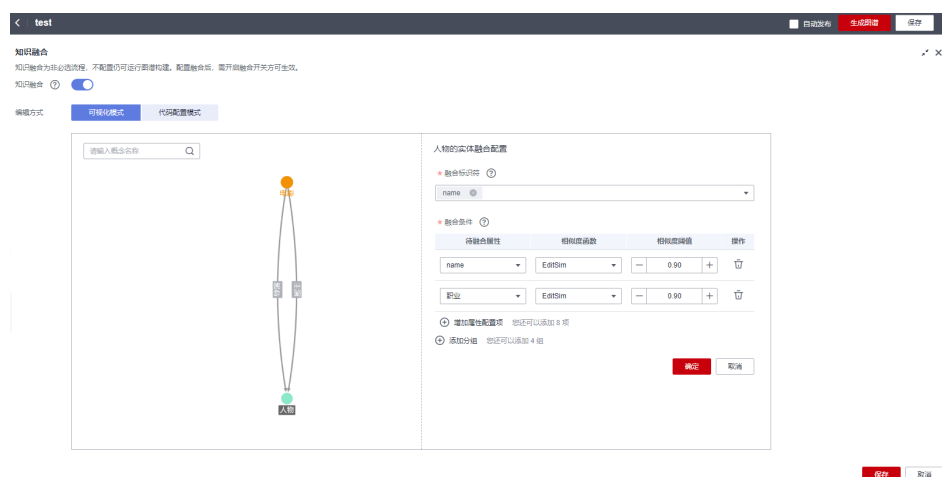 test
自动发布 生成图谱 保存
知识融合
知识融合为非必选流程，不配置仍可运行图谱构建。配置融合后，需开启融合开关方可生效。
知识融合
编辑方式 可视化模式 代码配置模式
请输入概念名称
电影
人物
人物的实体融合配置
* 融合标识符
name
* 融合条件
待融合属性 相似度函数 相似度阈值 操作
name EditSim 0.90
职业 EditSim 0.90
增加属性配置项 您还可以添加 8 项
添加分组 您还可以添加 4 组
确定 取消
保存 取消